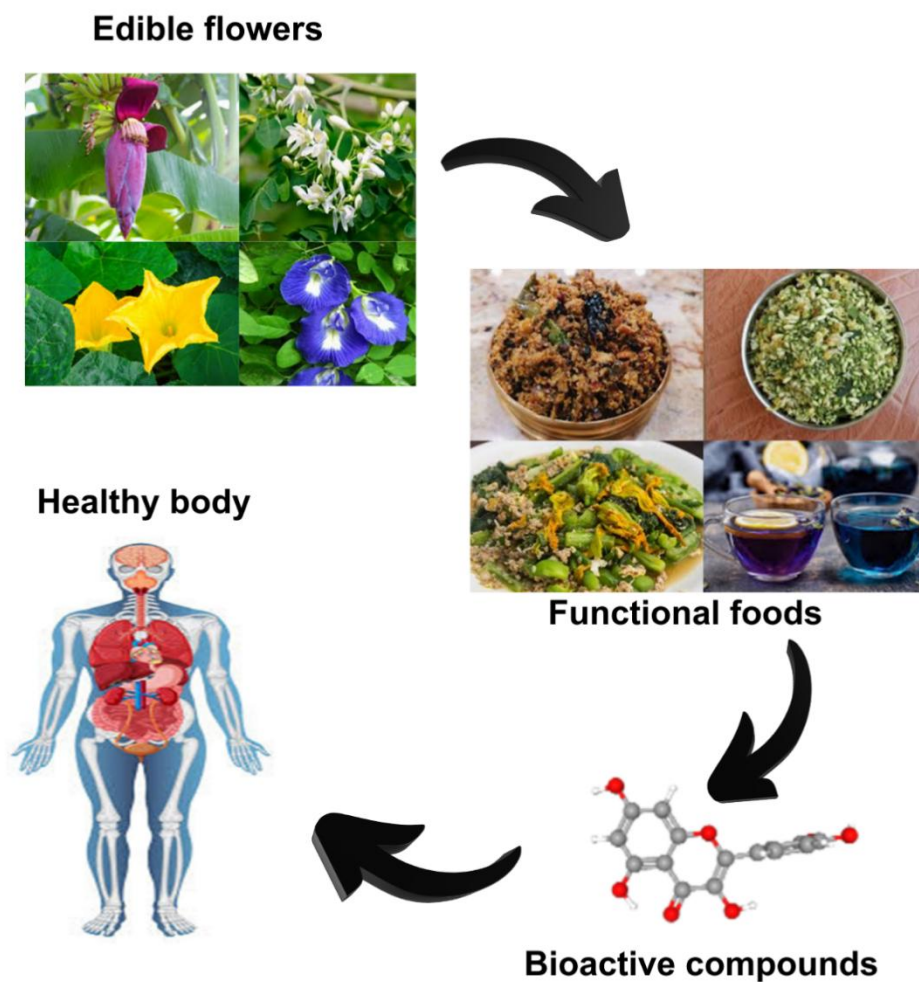 Edible flowers
Functional foods
Bioactive compounds
Healthy body